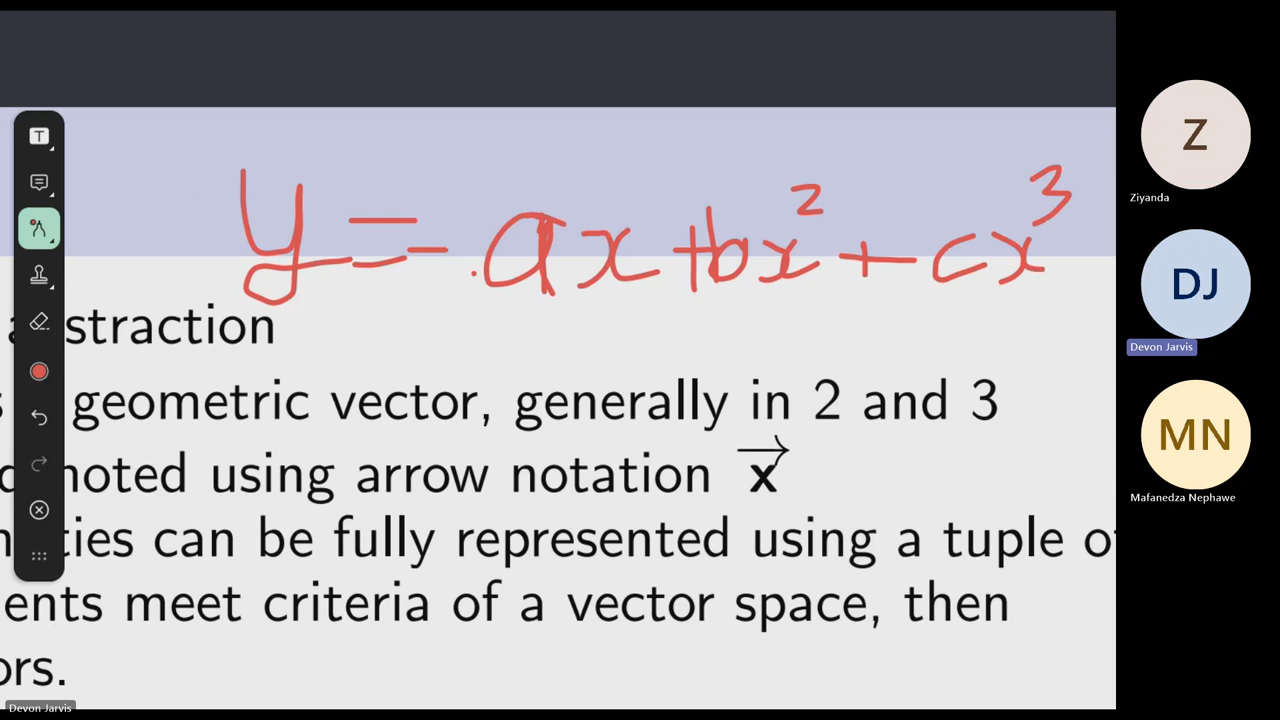 y = ax + bx² + cx³
straction
geometric vector, generally in 2 and 3
noted using arrow notation x⃗
ties can be fully represented using a tuple of
ents meet criteria of a vector space, then
ors.
T
Z
Ziyanda
DJ
Devon Jarvis
MN
Mafanedza Nephawe
Devon Jarvis